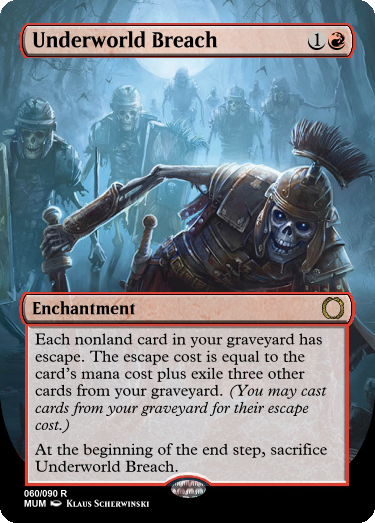 Underworld Breach 1
Enchantment
Each nonland card in your graveyard has
escape. The escape cost is equal to the
card's mana cost plus exile three other
cards from your graveyard. (You may cast
cards from your graveyard for their escape
cost.)
At the beginning of the end step, sacrifice
Underworld Breach.
060/090 R
MUM Klaus Scherwinski